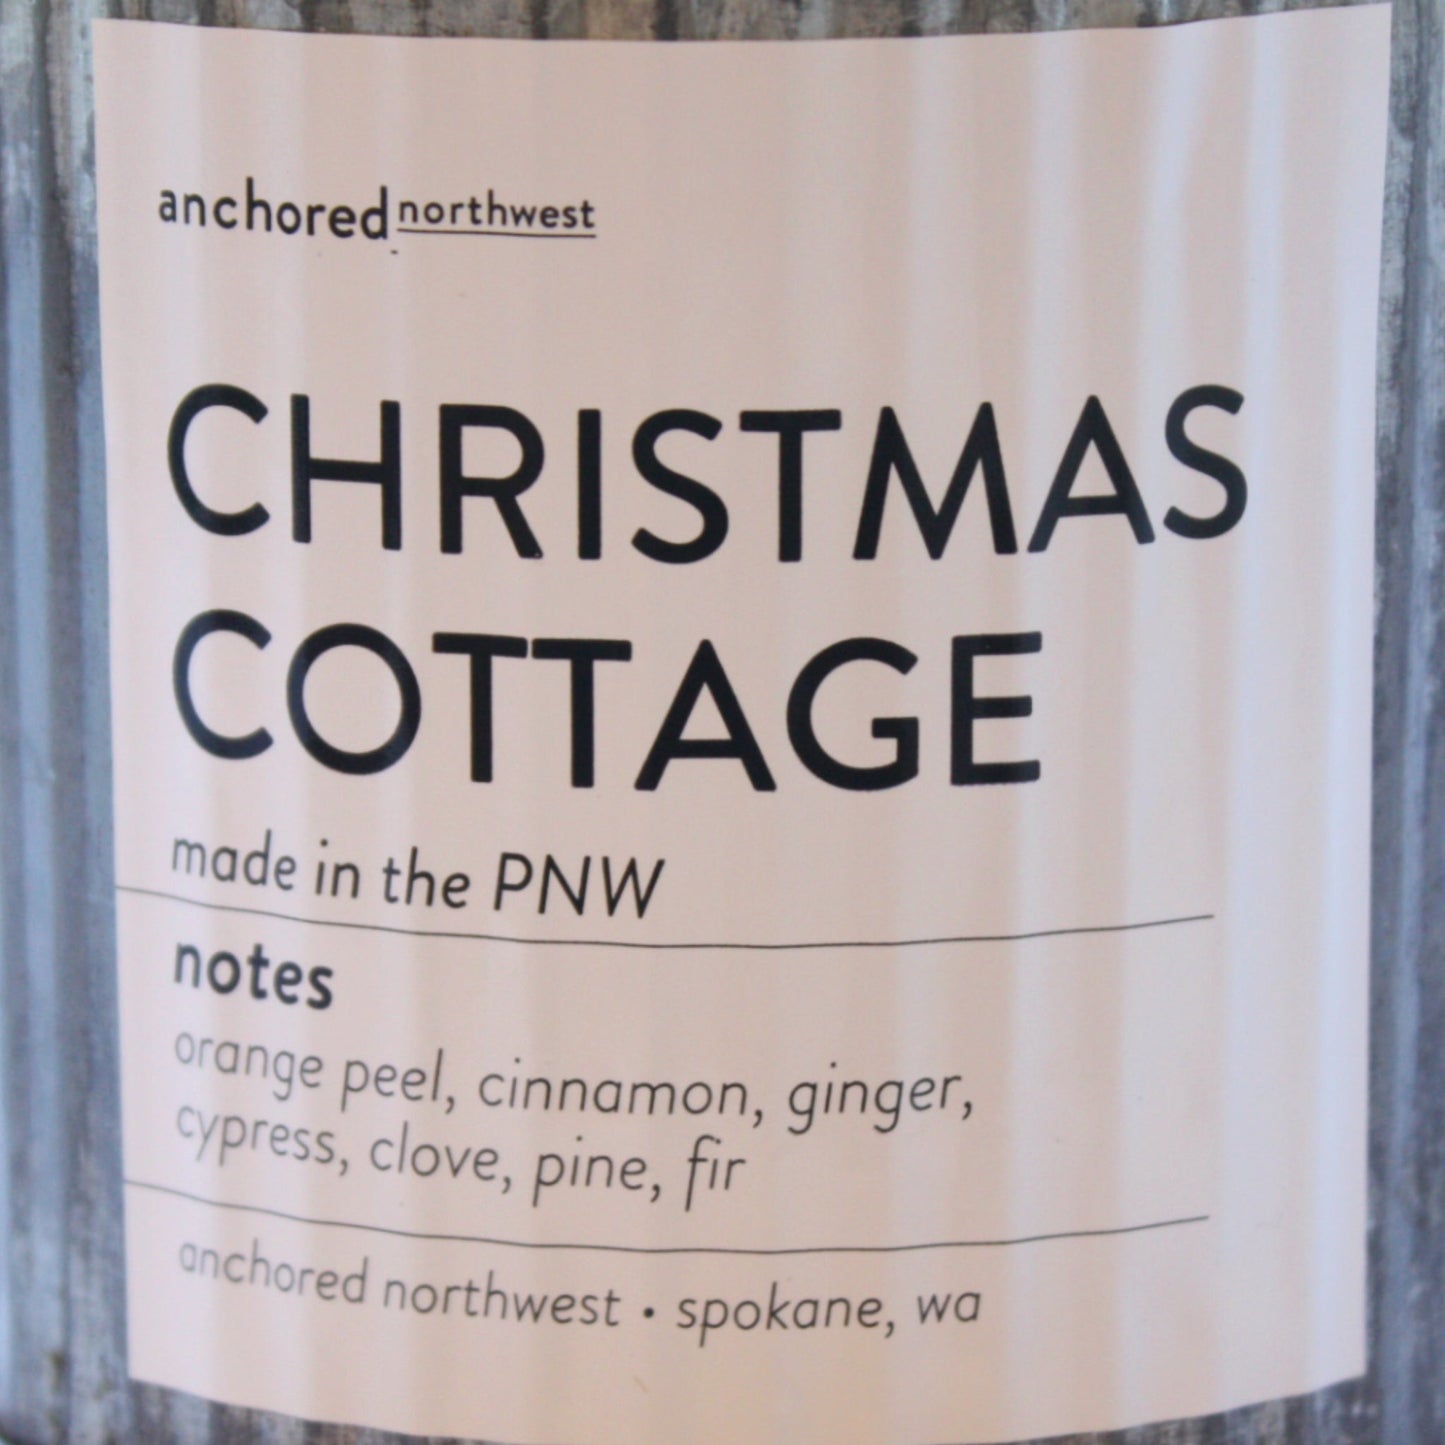 anchored northwest
CHRISTMAS
COTTAGE
made in the PNW
notes
orange peel, cinnamon, ginger,
cypress, clove, pine, fir
anchored northwest • spokane, wa